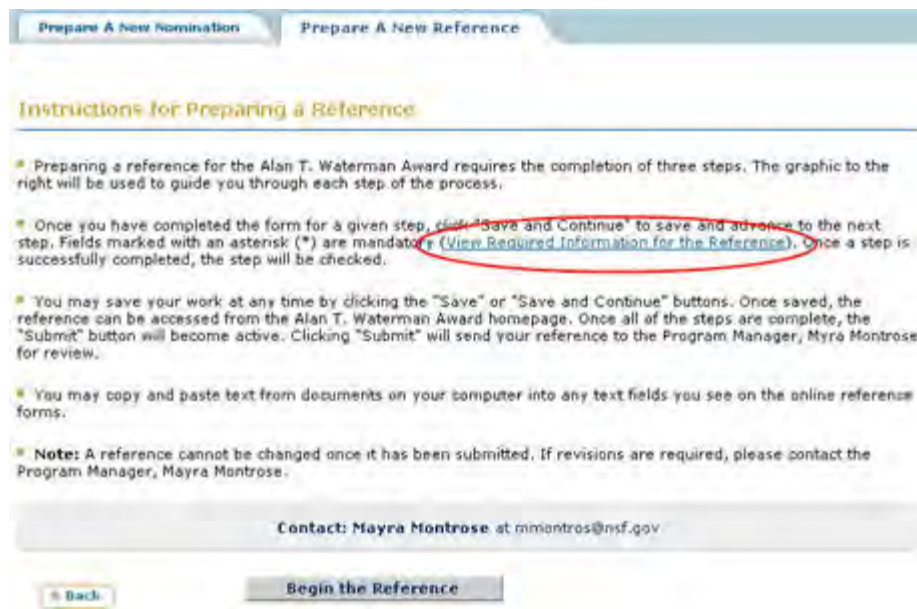 Prepare A New Nomination
Prepare A New Reference
Instructions for Preparing a Reference
Preparing a reference for the Alan T. Waterman Award requires the completion of three steps. The graphic to the
right will be used to guide you through each step of the process.
Once you have completed the form for a given step, click "Save and Continue" to save and advance to the next
step. Fields marked with an asterisk (*) are mandatory (View Required Information for the Reference). Once a step is
successfully completed, the step will be checked.
You may save your work at any time by clicking the "Save" or "Save and Continue" buttons. Once saved, the
reference can be accessed from the Alan T. Waterman Award homepage. Once all of the steps are complete, the
"Submit" button will become active. Clicking "Submit" will send your reference to the Program Manager, Myra Montrose
for review.
You may copy and paste text from documents on your computer into any text fields you see on the online reference
forms.
Note: A reference cannot be changed once it has been submitted. If revisions are required, please contact the
Program Manager, Mayra Montrose.
Contact: Mayra Montrose at mmontros@nsf.gov
Back
Begin the Reference